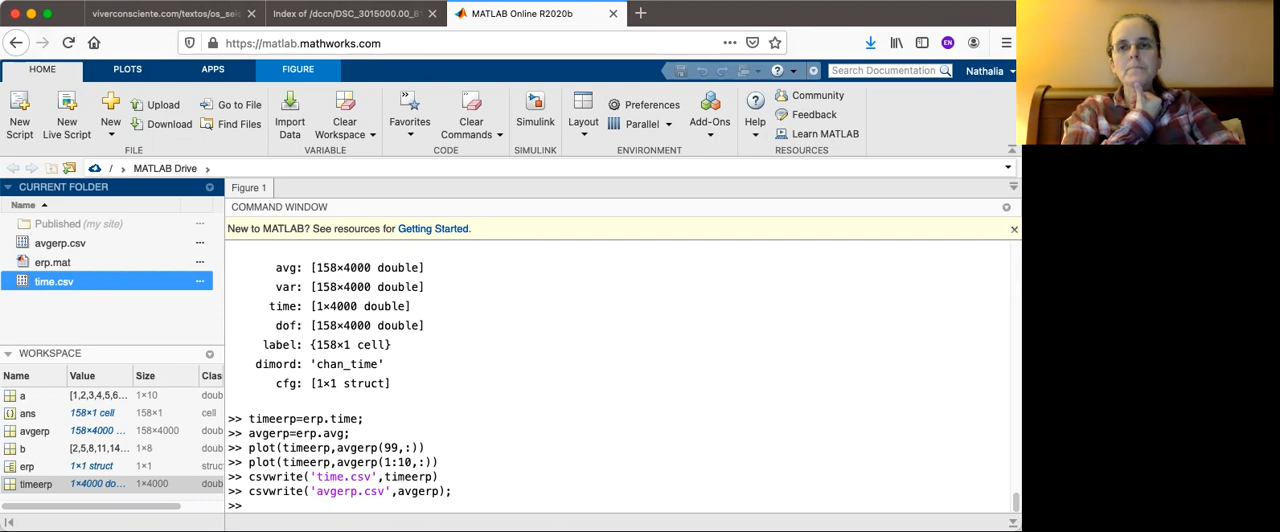 viverconsciente.com/textos/os_sei
Index of /dccn/DSC_3015000.00_8
MATLAB Online R2020b
https://matlab.mathworks.com
EN
HOME
PLOTS
APPS
FIGURE
Search Documentation
Nathalia
New Script
New Live Script
New
Upload
Download
Go to File
Find Files
FILE
Import Data
Clear Workspace
VARIABLE
Favorites
Clear Commands
CODE
Simulink
SIMULINK
Layout
Preferences
Parallel
Add-Ons
ENVIRONMENT
Help
Community
Feedback
Learn MATLAB
RESOURCES
/ MATLAB Drive
CURRENT FOLDER
Name
Published (my site)
avgerp.csv
erp.mat
time.csv
WORKSPACE
Name Value Size Clas
a [1,2,3,4,5,6... 1×10 doub
ans 158×1 cell 158×1 cell
avgerp 158×4000 ... 158×4000 doub
b [2,5,8,11,14... 1×8 doub
erp 1×1 struct 1×1 struc
timeerp 1×4000 do... 1×4000 doub
Figure 1
COMMAND WINDOW
New to MATLAB? See resources for Getting Started.
avg: [158×4000 double]
var: [158×4000 double]
time: [1×4000 double]
dof: [158×4000 double]
label: {158×1 cell}
dimord: 'chan_time'
cfg: [1×1 struct]
>> timeerp=erp.time;
>> avgerp=erp.avg;
>> plot(timeerp,avgerp(99,:))
>> plot(timeerp,avgerp(1:10,:))
>> csvwrite('time.csv',timeerp)
>> csvwrite('avgerp.csv',avgerp);
>>